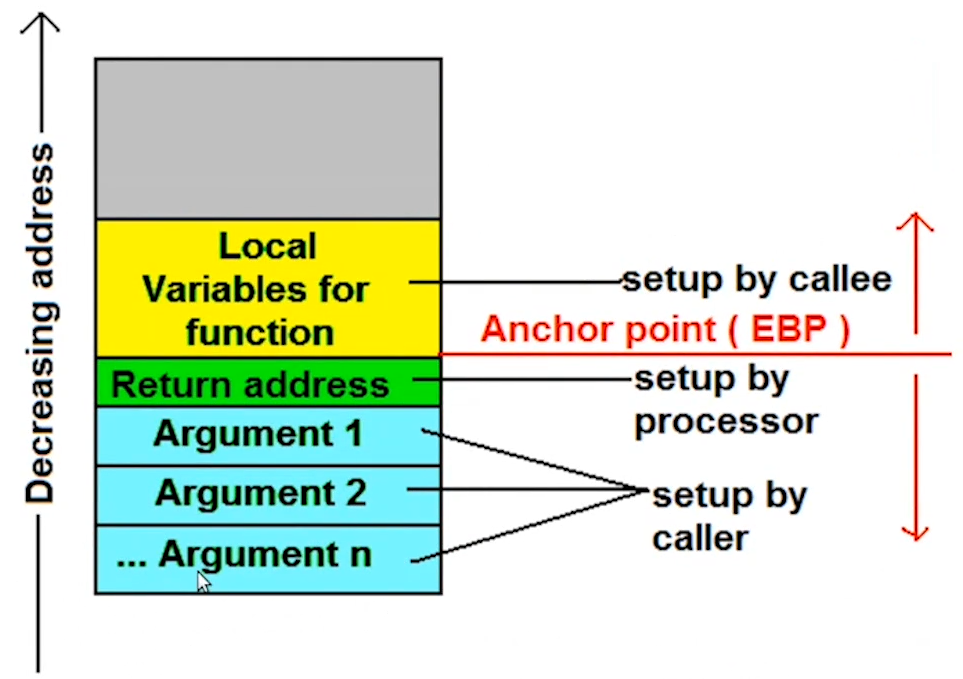 Decreasing address
Local
Variables for
function
setup by callee
Anchor point ( EBP )
Return address
setup by
processor
Argument 1
Argument 2
setup by
caller
... Argument n